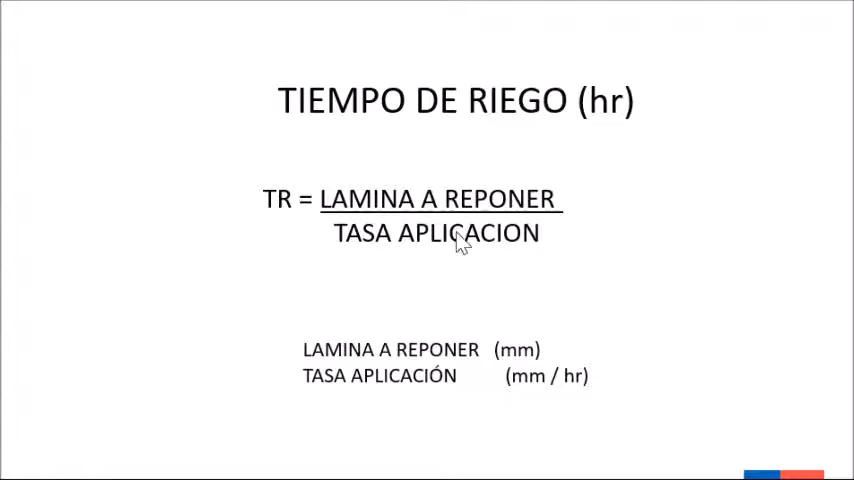 TIEMPO DE RIEGO (hr)
TR = LAMINA A REPONER
TASA APLICACION
LAMINA A REPONER (mm)
TASA APLICACIÓN (mm / hr)